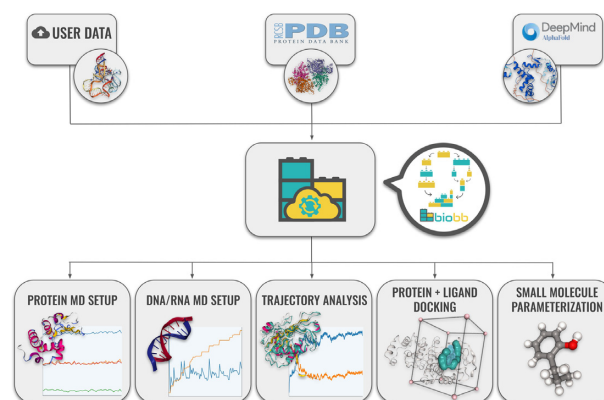 USER DATA
RCSB
PDB
PROTEIN DATA BANK
DeepMind
AlphaFold
biobb
PROTEIN MD SETUP
DNA/RNA MD SETUP
TRAJECTORY ANALYSIS
PROTEIN + LIGAND
DOCKING
SMALL MOLECULE
PARAMETERIZATION